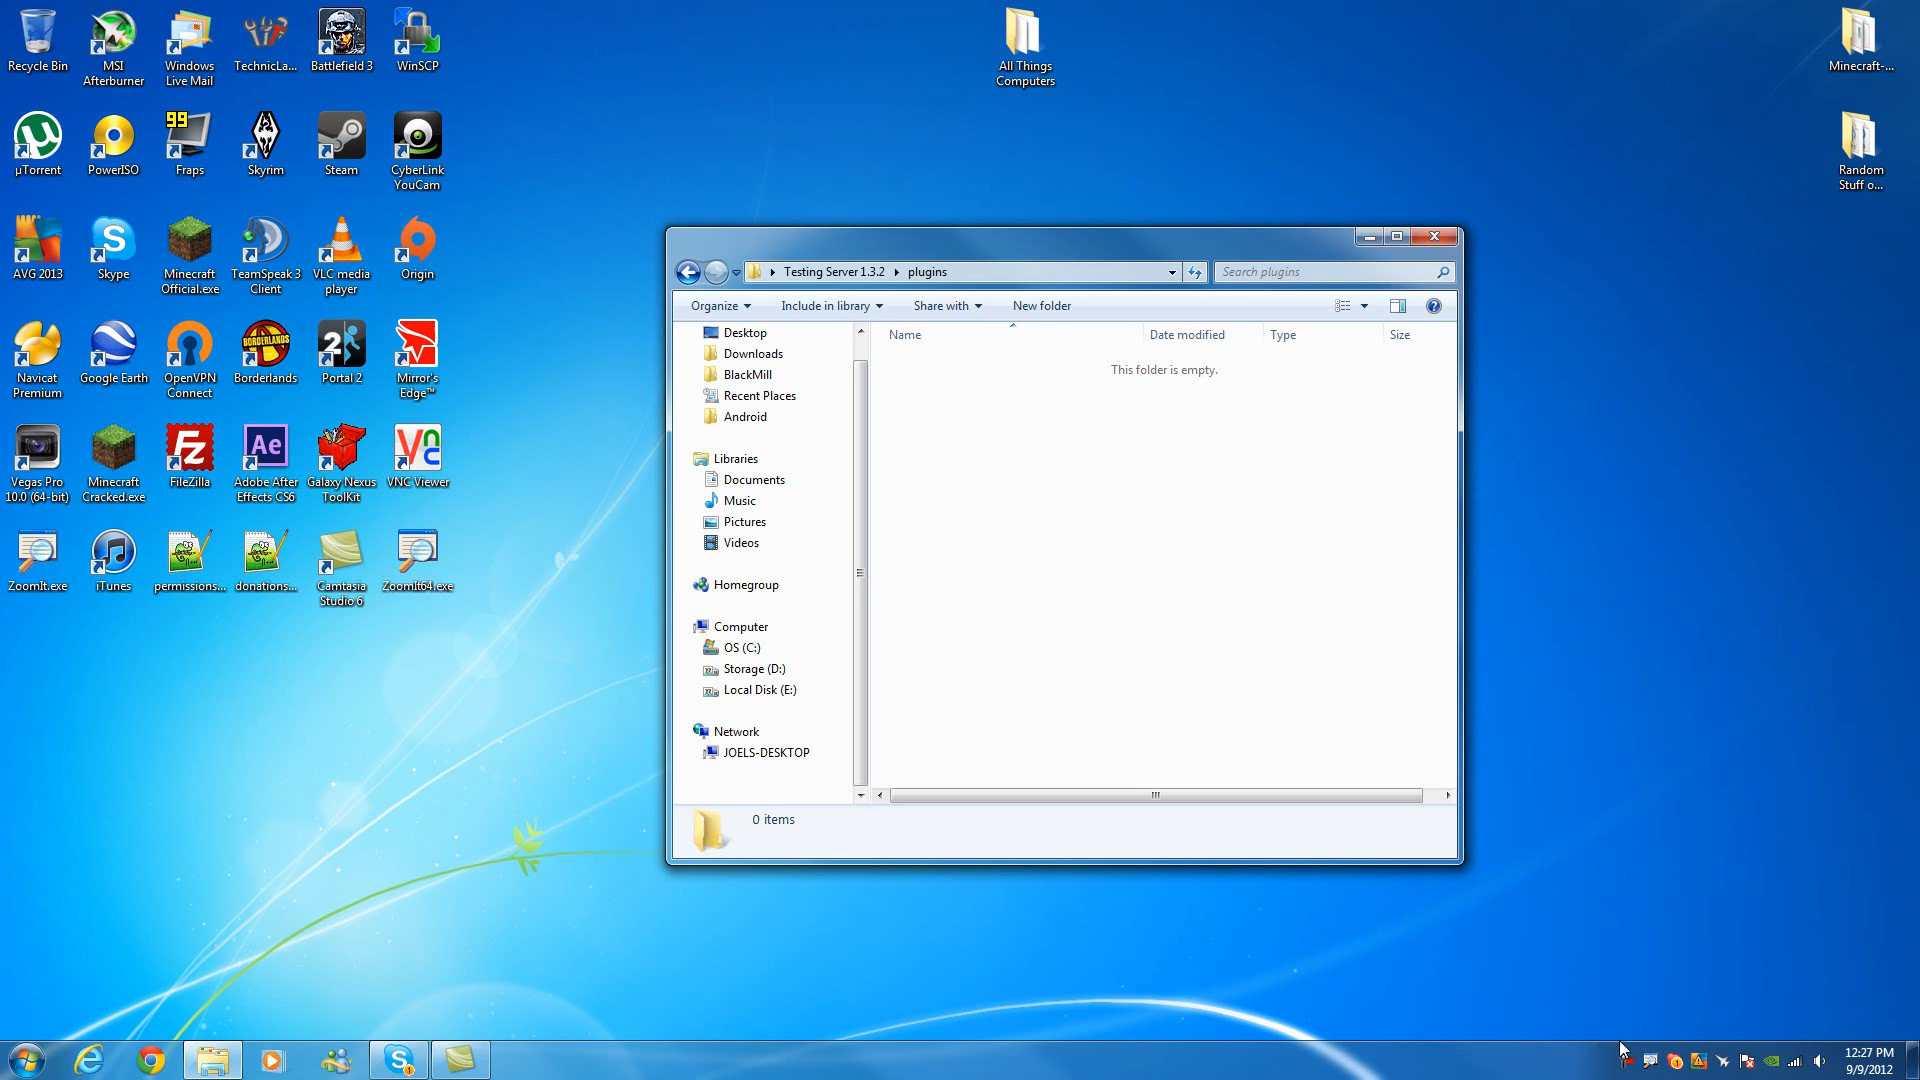 Recycle Bin
MSI
Afterburner
Windows
Live Mail
TechnicLa...
Battlefield 3
WinSCP
All Things
Computers
Minecraft-...
µTorrent
PowerISO
99
Fraps
Skyrim
Steam
CyberLink
YouCam
Random
Stuff o...
AVG 2013
Skype
Minecraft
Official.exe
TeamSpeak 3
Client
VLC media
player
Origin
Navicat
Premium
Google Earth
OpenVPN
Connect
BORDERLANDS
Borderlands
2
Portal 2
Mirror's
Edge™
Vegas Pro
10.0 (64-bit)
Minecraft
Cracked.exe
Fz
FileZilla
Ae
Adobe After
Effects CS6
Galaxy Nexus
ToolKit
VNC
VNC Viewer
ZoomIt.exe
iTunes
permissions...
donations...
Camtasia
Studio 6
ZoomIt64.exe
Testing Server 1.3.2
plugins
Search plugins
Organize
Include in library
Share with
New folder
Desktop
Downloads
BlackMill
Recent Places
Android
Libraries
Documents
Music
Pictures
Videos
Homegroup
Computer
OS (C:)
Storage (D:)
Local Disk (E:)
Network
JOELS-DESKTOP
Name
Date modified
Type
Size
This folder is empty.
0 items
12:27 PM
9/9/2012